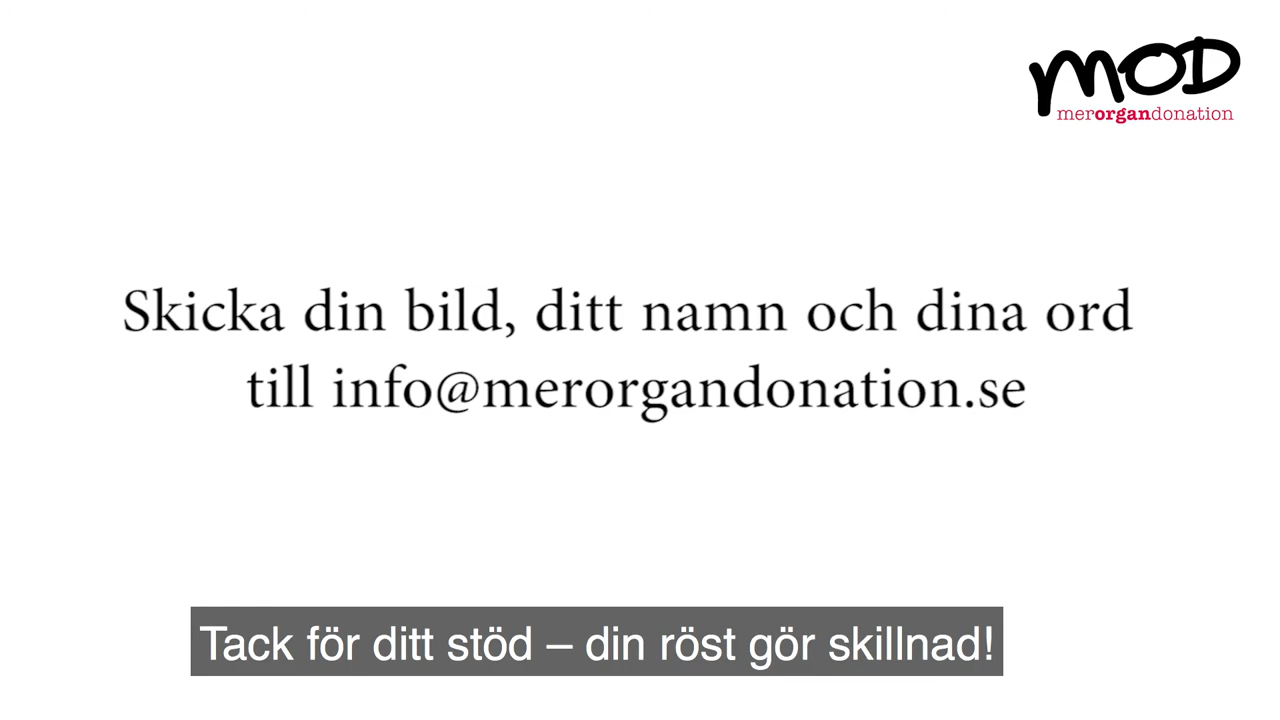 MOD
merorgandonation
Skicka din bild, ditt namn och dina ord
till info@merorgandonation.se
Tack för ditt stöd – din röst gör skillnad!